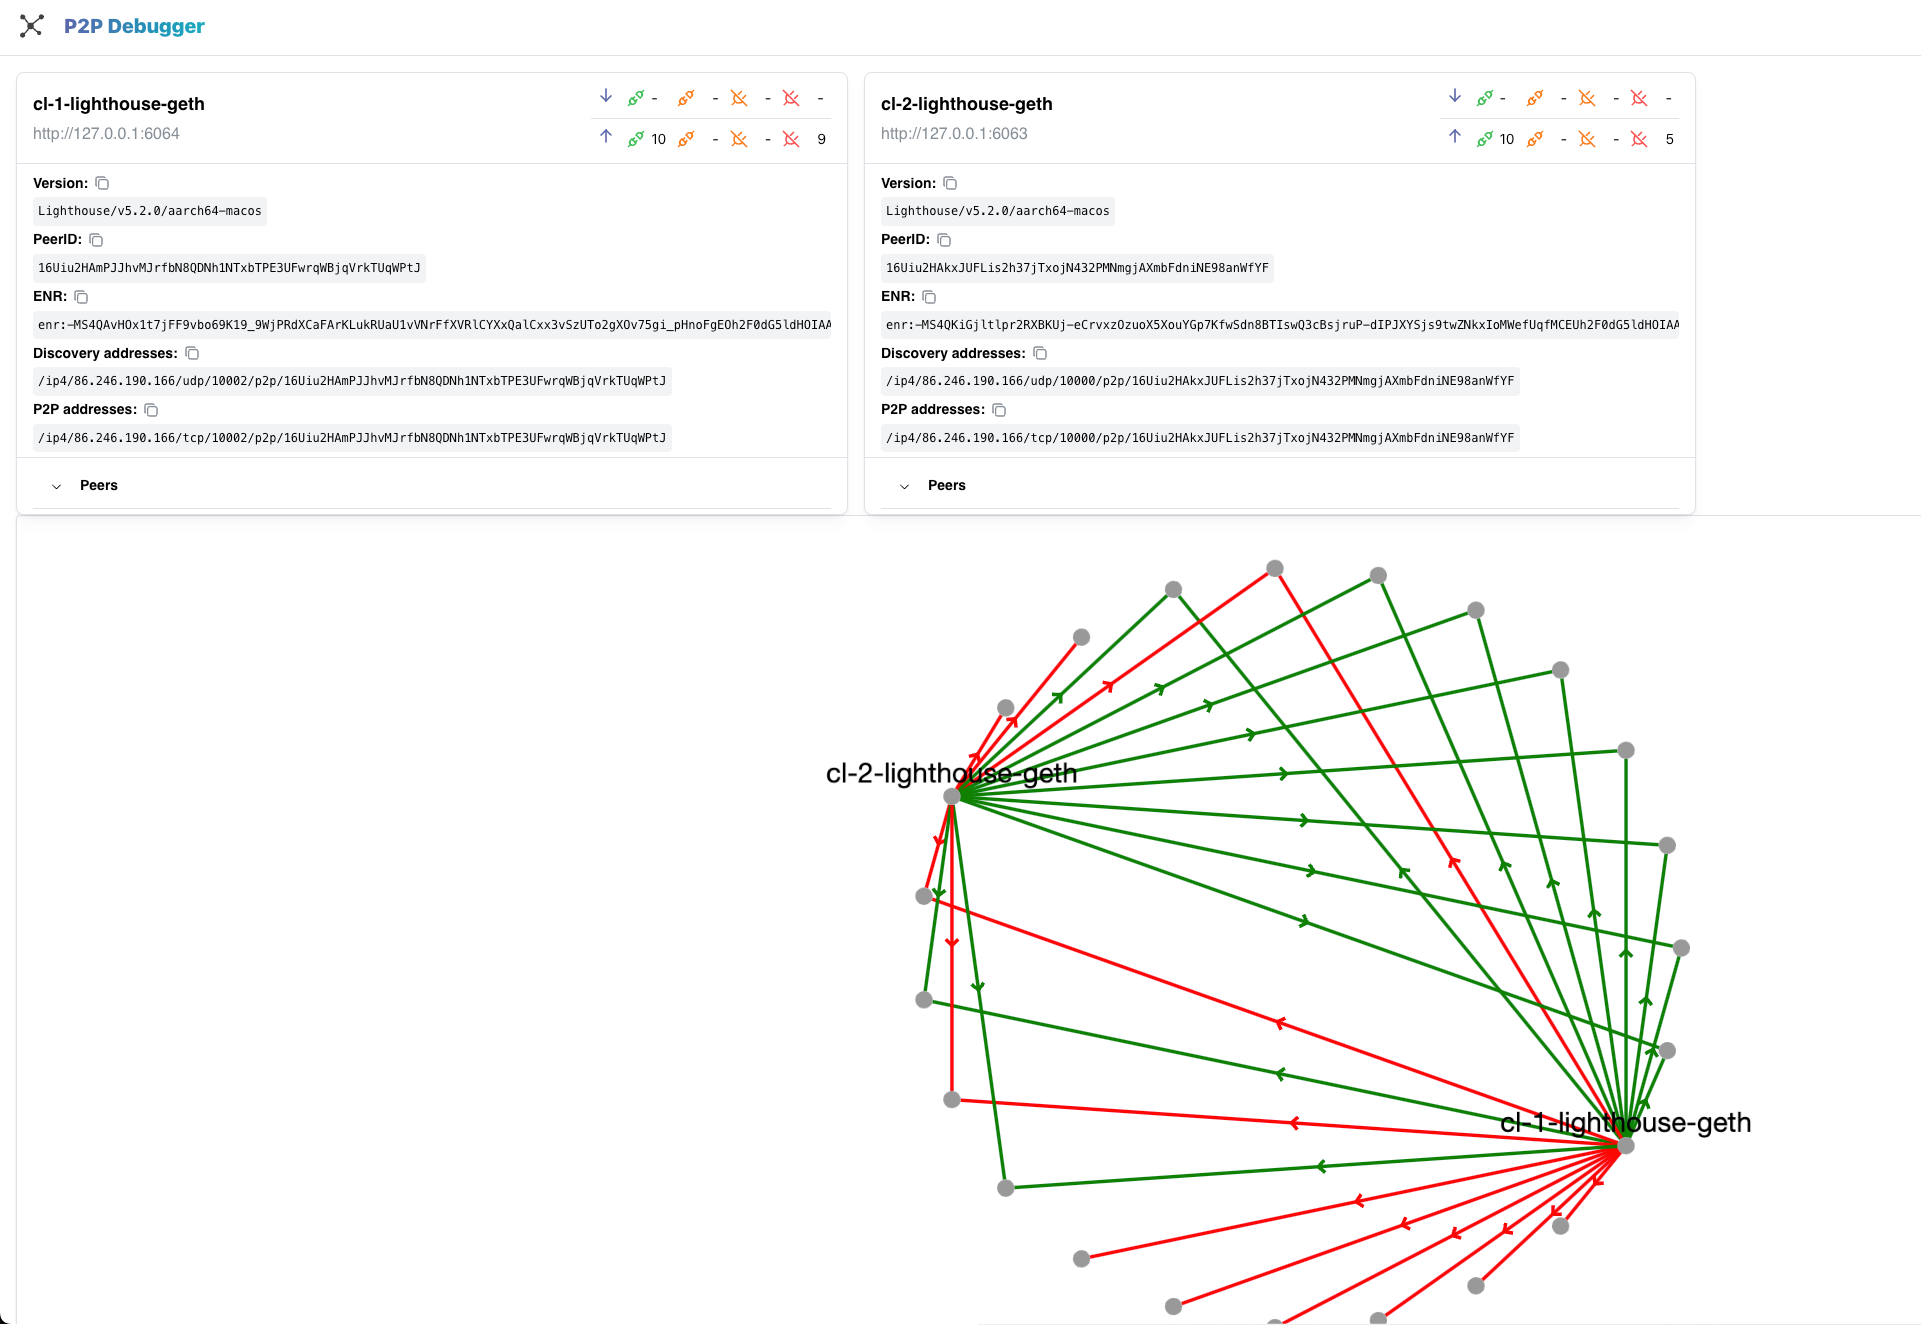 P2P Debugger
cl-1-lighthouse-geth
http://127.0.0.1:6064
- - - -
10 - - 9
Version:
Lighthouse/v5.2.0/aarch64-macos
PeerID:
16Uiu2HAmPJJhvMJrfbN8QDNh1NTxbTPE3UFwrqWBjqVrkTUqWPtJ
ENR:
enr:-MS4QAvHOx1t7jFF9vbo69K19_9WjPRdXCaFArKLukRUaU1vVNrFfXVRlCYXxQalCxx3vSzUTo2gXOv75gi_pHnoFgEOh2F0dG5ldHOIAA
Discovery addresses:
/ip4/86.246.190.166/udp/10002/p2p/16Uiu2HAmPJJhvMJrfbN8QDNh1NTxbTPE3UFwrqWBjqVrkTUqWPtJ
P2P addresses:
/ip4/86.246.190.166/tcp/10002/p2p/16Uiu2HAmPJJhvMJrfbN8QDNh1NTxbTPE3UFwrqWBjqVrkTUqWPtJ
Peers
cl-2-lighthouse-geth
http://127.0.0.1:6063
- - - -
10 - - 5
Version:
Lighthouse/v5.2.0/aarch64-macos
PeerID:
16Uiu2HAkxJUFLis2h37jTxojN432PMNmgjAXmbFdniNE98anWfYF
ENR:
enr:-MS4QKiGjltlpr2RXBKUj-eCrvxzOzuoX5XouYGp7KfwSdn8BTIswQ3cBsjruP-dIPJXYSjs9twZNkxIoMWefUqfMCEUh2F0dG5ldHOIAA
Discovery addresses:
/ip4/86.246.190.166/udp/10000/p2p/16Uiu2HAkxJUFLis2h37jTxojN432PMNmgjAXmbFdniNE98anWfYF
P2P addresses:
/ip4/86.246.190.166/tcp/10000/p2p/16Uiu2HAkxJUFLis2h37jTxojN432PMNmgjAXmbFdniNE98anWfYF
Peers
cl-2-lighthouse-geth
cl-1-lighthouse-geth